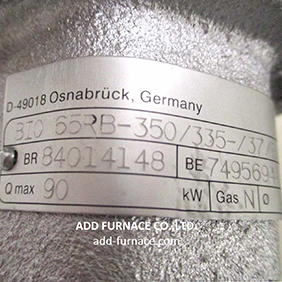 D-49018 Osnabrück, Germany
BIO 65RB-350/335-/37/
BR 84014148 BE 749569
Q max 90 kW Gas N ø
ADD FURNACE CO.,LTD.
add-furnace.com